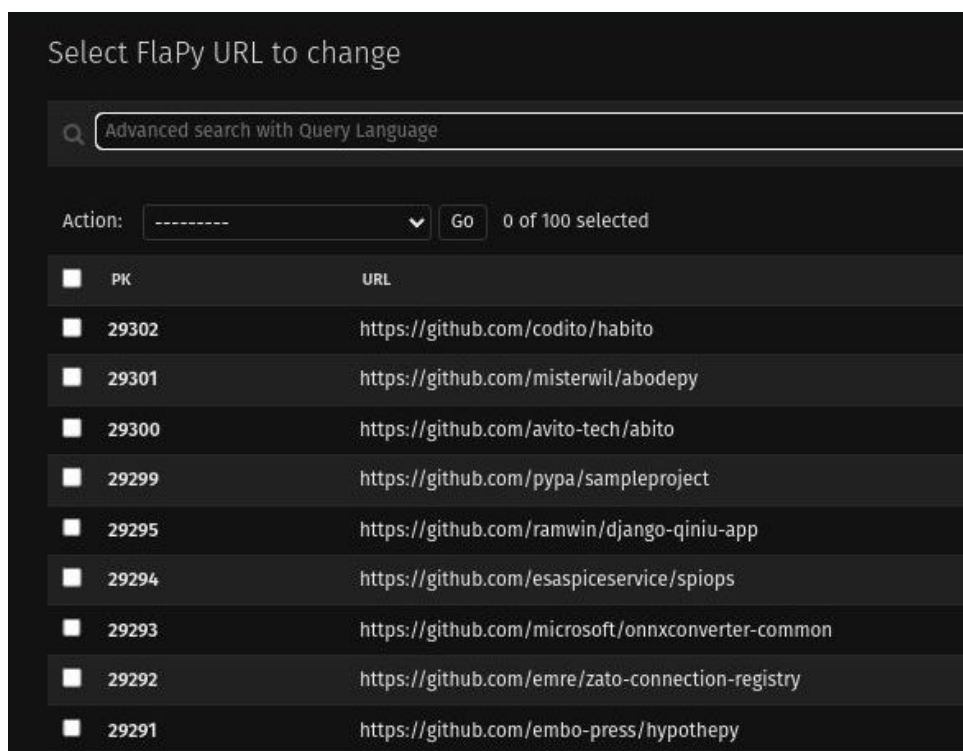 Select FlaPy URL to change
Advanced search with Query Language
Action: --------- Go 0 of 100 selected
PK URL
29302 https://github.com/codito/habito
29301 https://github.com/misterwil/abodepy
29300 https://github.com/avito-tech/abito
29299 https://github.com/pypa/sampleproject
29295 https://github.com/ramwin/django-qiniu-app
29294 https://github.com/esaspiceservice/spiops
29293 https://github.com/microsoft/onnxconverter-common
29292 https://github.com/emre/zato-connection-registry
29291 https://github.com/embo-press/hypothepy